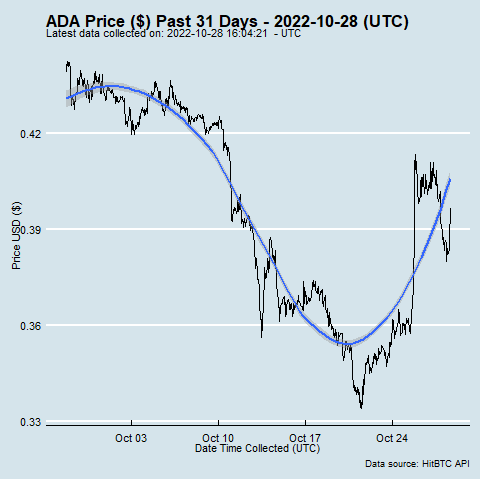 ADA Price ($) Past 31 Days - 2022-10-28 (UTC)
Latest data collected on: 2022-10-28 16:04:21 - UTC
Price USD ($)
0.42
0.39
0.36
0.33
Oct 03 Oct 10 Oct 17 Oct 24
Date Time Collected (UTC)
Data source: HitBTC API